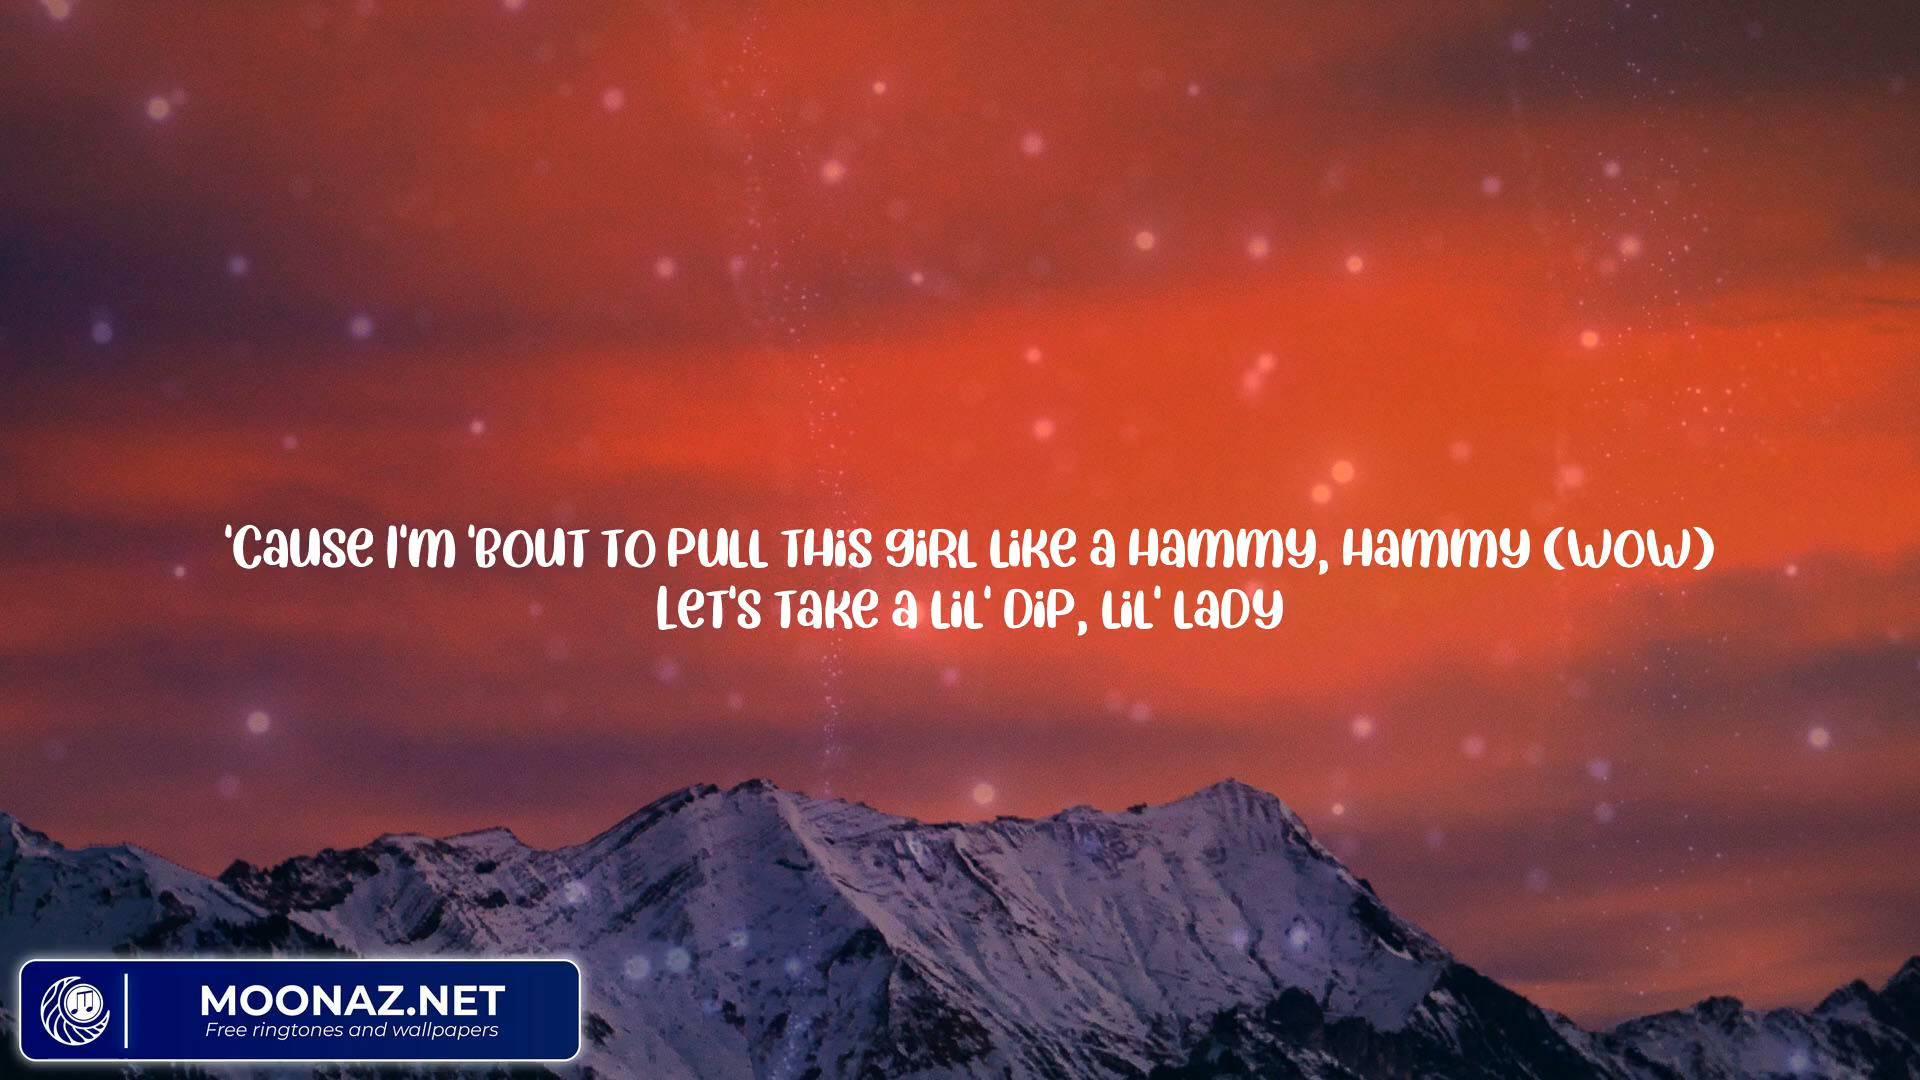 'Cause I'm 'bout to pull this girl like a hammy, hammy (wow)
Let's take a lil' dip, lil' lady
MOONAZ.NET
Free ringtones and wallpapers